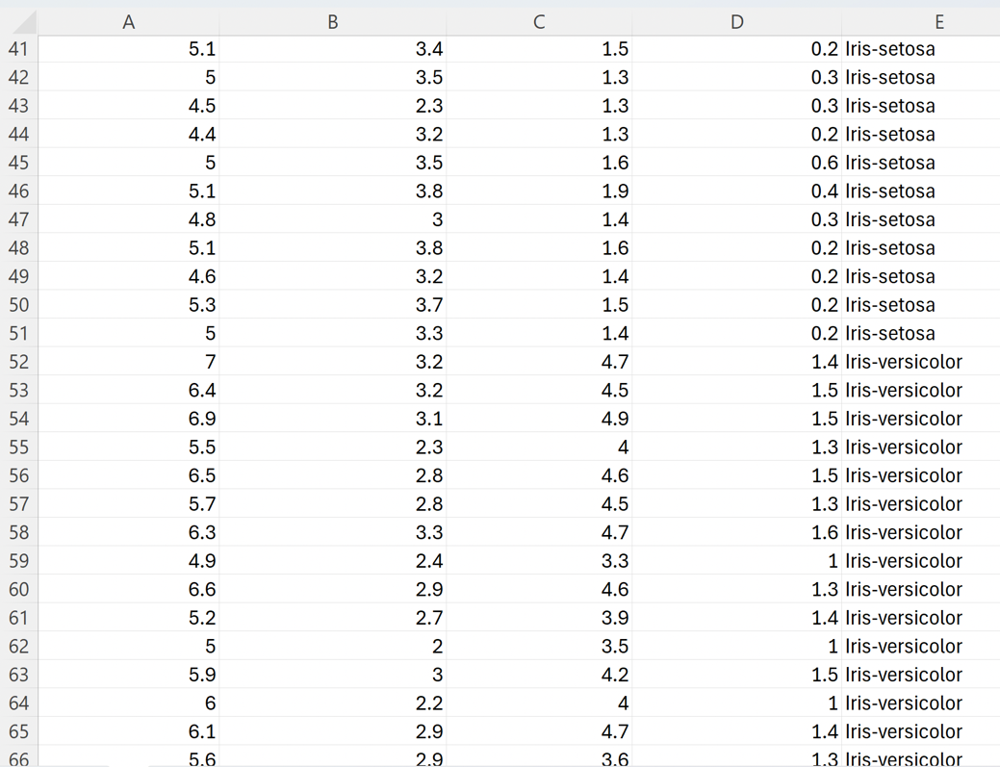 A B C D E
41 5.1 3.4 1.5 0.2 Iris-setosa
42 5 3.5 1.3 0.3 Iris-setosa
43 4.5 2.3 1.3 0.3 Iris-setosa
44 4.4 3.2 1.3 0.2 Iris-setosa
45 5 3.5 1.6 0.6 Iris-setosa
46 5.1 3.8 1.9 0.4 Iris-setosa
47 4.8 3 1.4 0.3 Iris-setosa
48 5.1 3.8 1.6 0.2 Iris-setosa
49 4.6 3.2 1.4 0.2 Iris-setosa
50 5.3 3.7 1.5 0.2 Iris-setosa
51 5 3.3 1.4 0.2 Iris-setosa
52 7 3.2 4.7 1.4 Iris-versicolor
53 6.4 3.2 4.5 1.5 Iris-versicolor
54 6.9 3.1 4.9 1.5 Iris-versicolor
55 5.5 2.3 4 1.3 Iris-versicolor
56 6.5 2.8 4.6 1.5 Iris-versicolor
57 5.7 2.8 4.5 1.3 Iris-versicolor
58 6.3 3.3 4.7 1.6 Iris-versicolor
59 4.9 2.4 3.3 1 Iris-versicolor
60 6.6 2.9 4.6 1.3 Iris-versicolor
61 5.2 2.7 3.9 1.4 Iris-versicolor
62 5 2 3.5 1 Iris-versicolor
63 5.9 3 4.2 1.5 Iris-versicolor
64 6 2.2 4 1 Iris-versicolor
65 6.1 2.9 4.7 1.4 Iris-versicolor
66 5.6 2.9 3.6 1.3 Iris-versicolor